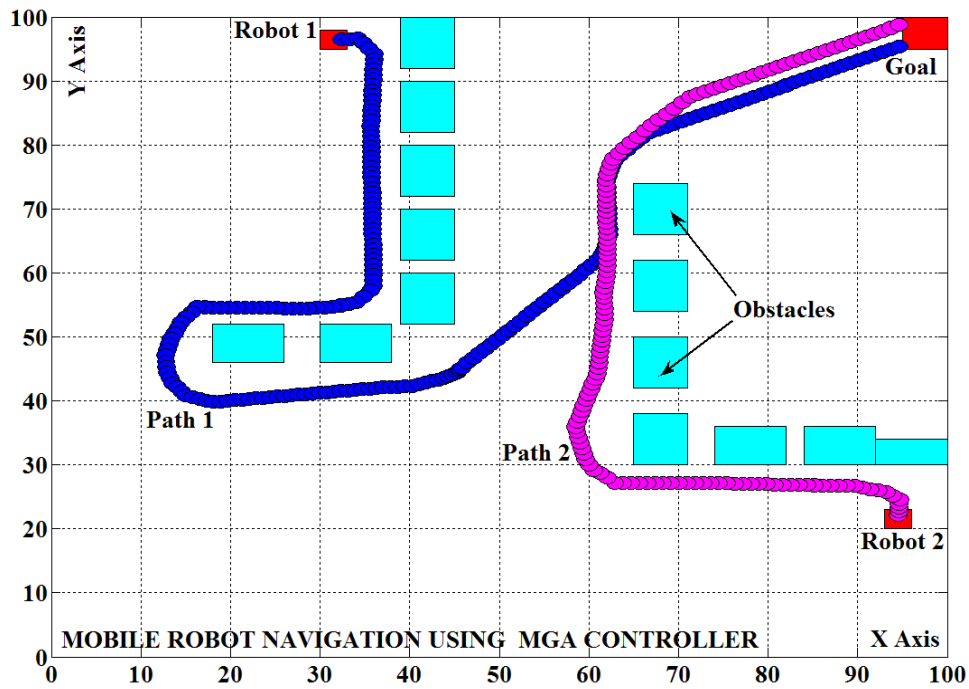 100
90
80
70
60
50
40
30
20
10
0
Y Axis
Robot 1
Goal
Obstacles
Path 1
Path 2
Robot 2
MOBILE ROBOT NAVIGATION USING MGA CONTROLLER
X Axis
0 10 20 30 40 50 60 70 80 90 100